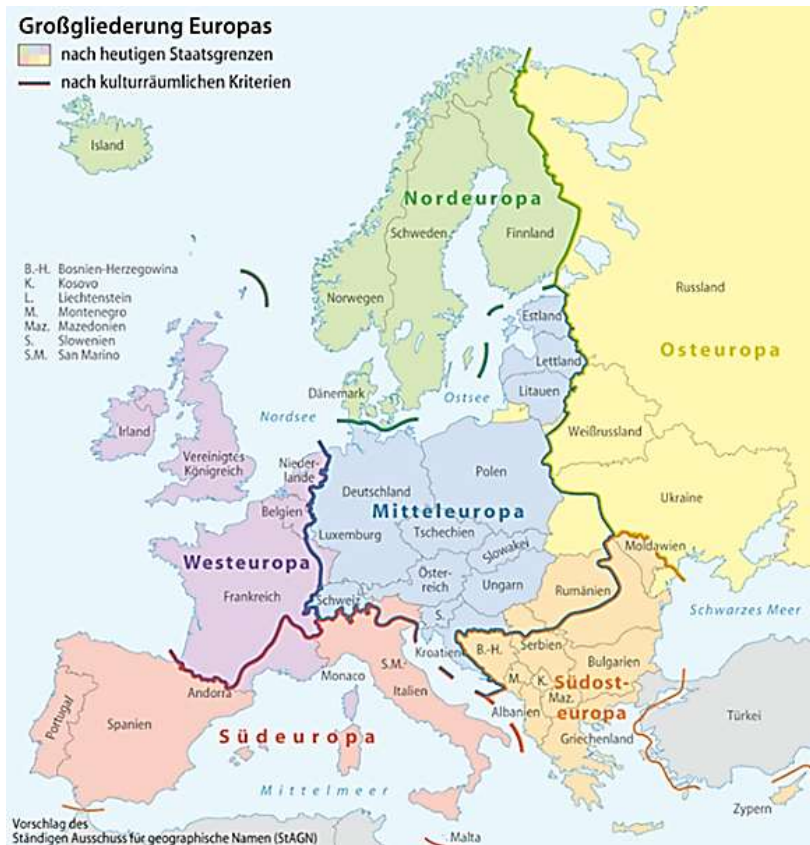 Großgliederung Europas
nach heutigen Staatsgrenzen
nach kulturräumlichen Kriterien
Island
Nordeuropa
Schweden
Finnland
Norwegen
Russland
B.-H. Bosnien-Herzegowina
K. Kosovo
L. Liechtenstein
M. Montenegro
Maz. Mazedonien
S. Slowenien
S.M. San Marino
Estland
Lettland
Litauen
Osteuropa
Dänemark
Ostsee
Nordsee
Irland
Vereinigtes
Königreich
Weißrussland
Nieder-
lande
Polen
Deutschland
Belgien
Ukraine
Mitteleuropa
Luxemburg
Tschechien
Slowakei
Moldawien
Westeuropa
Öster-
reich
Ungarn
Rumänien
Frankreich
Schweiz
S.
Schwarzes Meer
Kroatien
B.-H.
Serbien
Monaco
S.M.
Andorra
Italien
M.
K.
Bulgarien
Maz.
Südost-
europa
Albanien
Portugal
Spanien
Türkei
Südeuropa
Griechenland
Mittelmeer
Zypern
Malta
Vorschlag des
Ständigen Ausschuss für geographische Namen (StAGN)